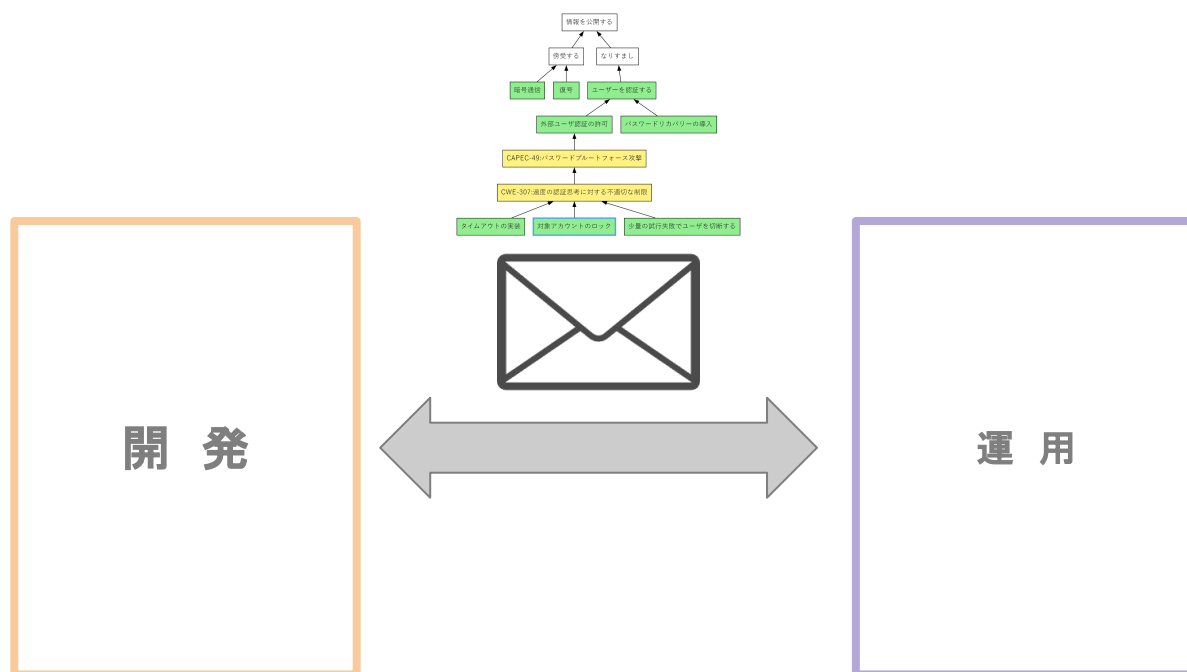 情報を公開する
傍受する
なりすまし
暗号通信
復号
ユーザーを認証する
外部ユーザ認証の許可
パスワードリカバリーの導入
CAPEC-49:パスワードブルートフォース攻撃
CWE-307:過度の認証思考に対する不適切な制限
タイムアウトの実装
対象アカウントのロック
少量の試行失敗でユーザを切断する
開 発
運 用